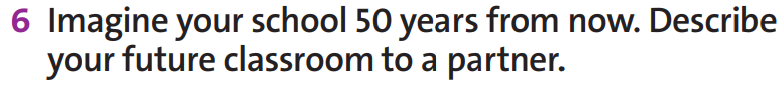 6 Imagine your school 50 years from now. Describe
your future classroom to a partner.